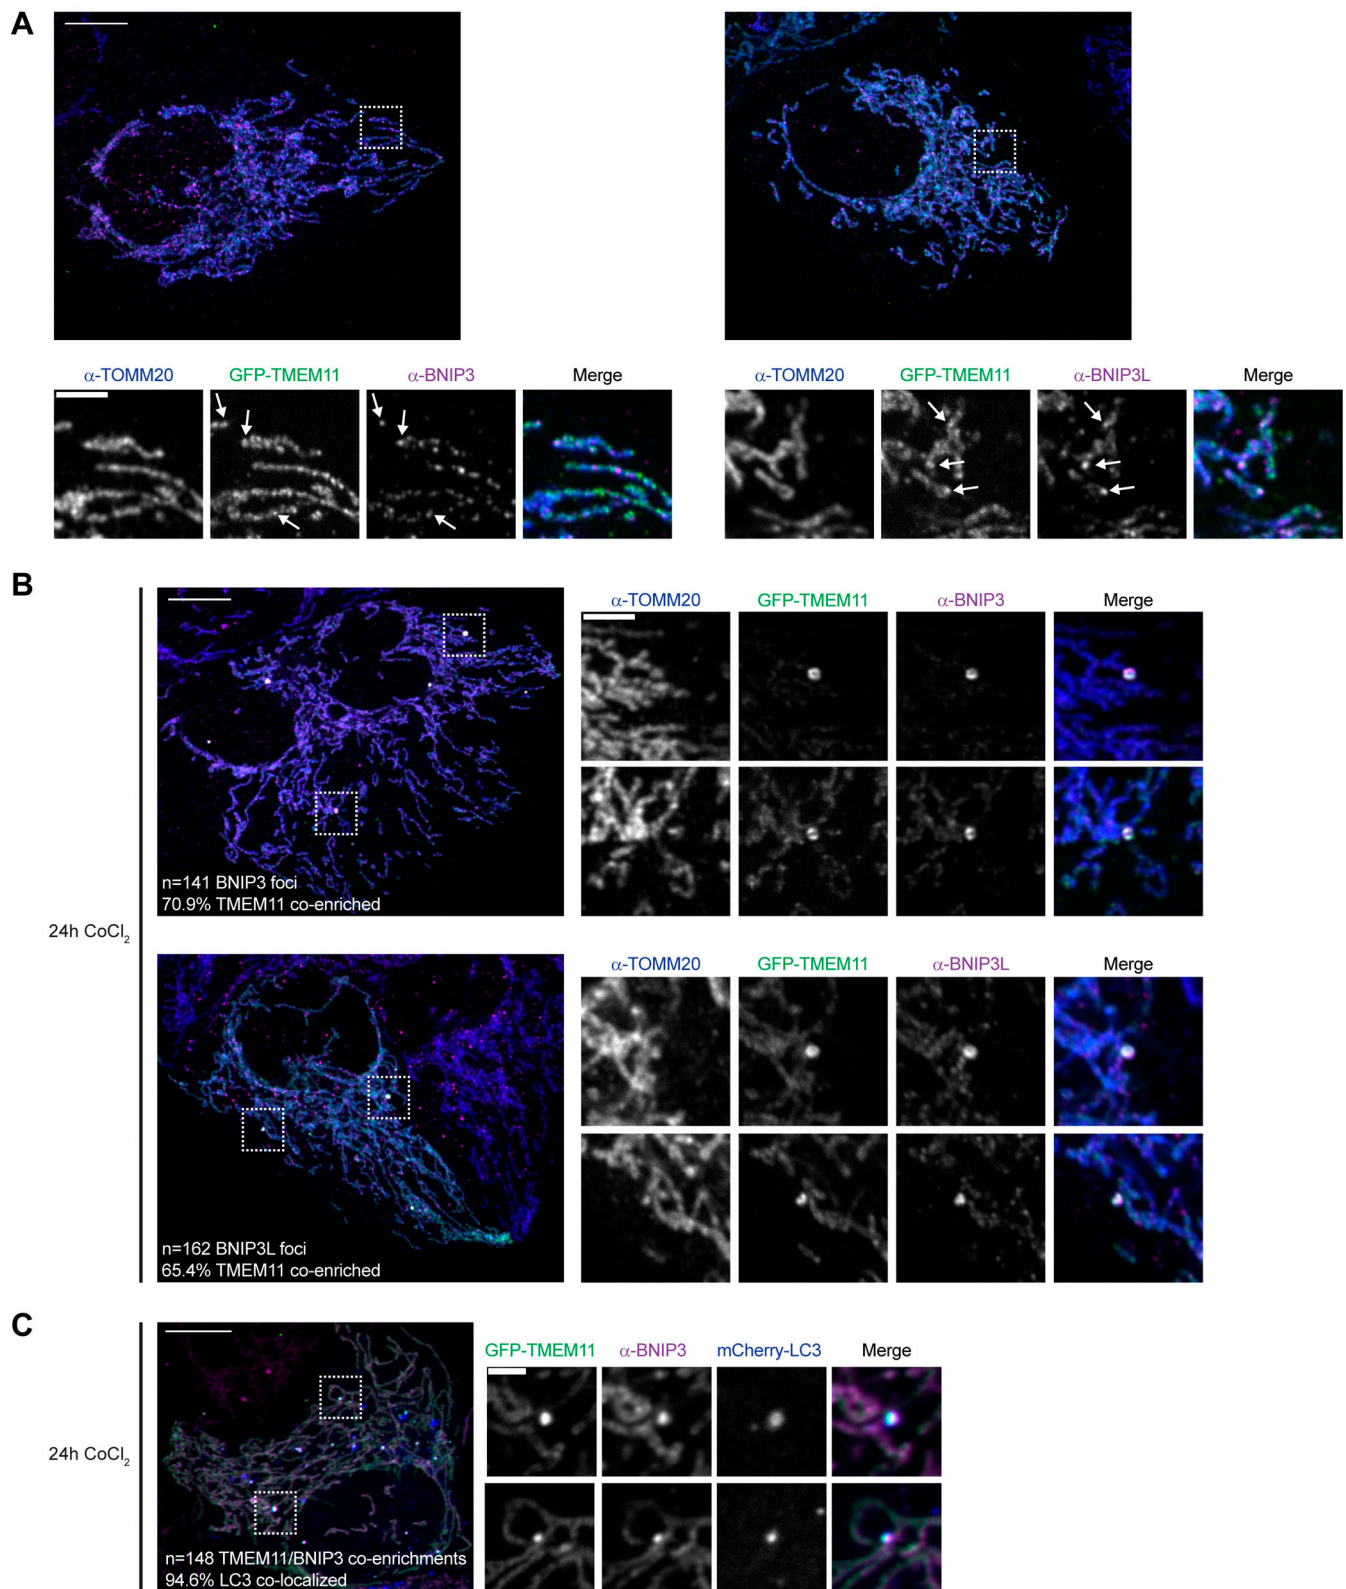 A
α-TOMM20 GFP-TMEM11 α-BNIP3 Merge
α-TOMM20 GFP-TMEM11 α-BNIP3L Merge
B
24h CoCl₂
n=141 BNIP3 foci
70.9% TMEM11 co-enriched
α-TOMM20 GFP-TMEM11 α-BNIP3 Merge
n=162 BNIP3L foci
65.4% TMEM11 co-enriched
α-TOMM20 GFP-TMEM11 α-BNIP3L Merge
C
24h CoCl₂
n=148 TMEM11/BNIP3 co-enrichments
94.6% LC3 co-localized
GFP-TMEM11 α-BNIP3 mCherry-LC3 Merge